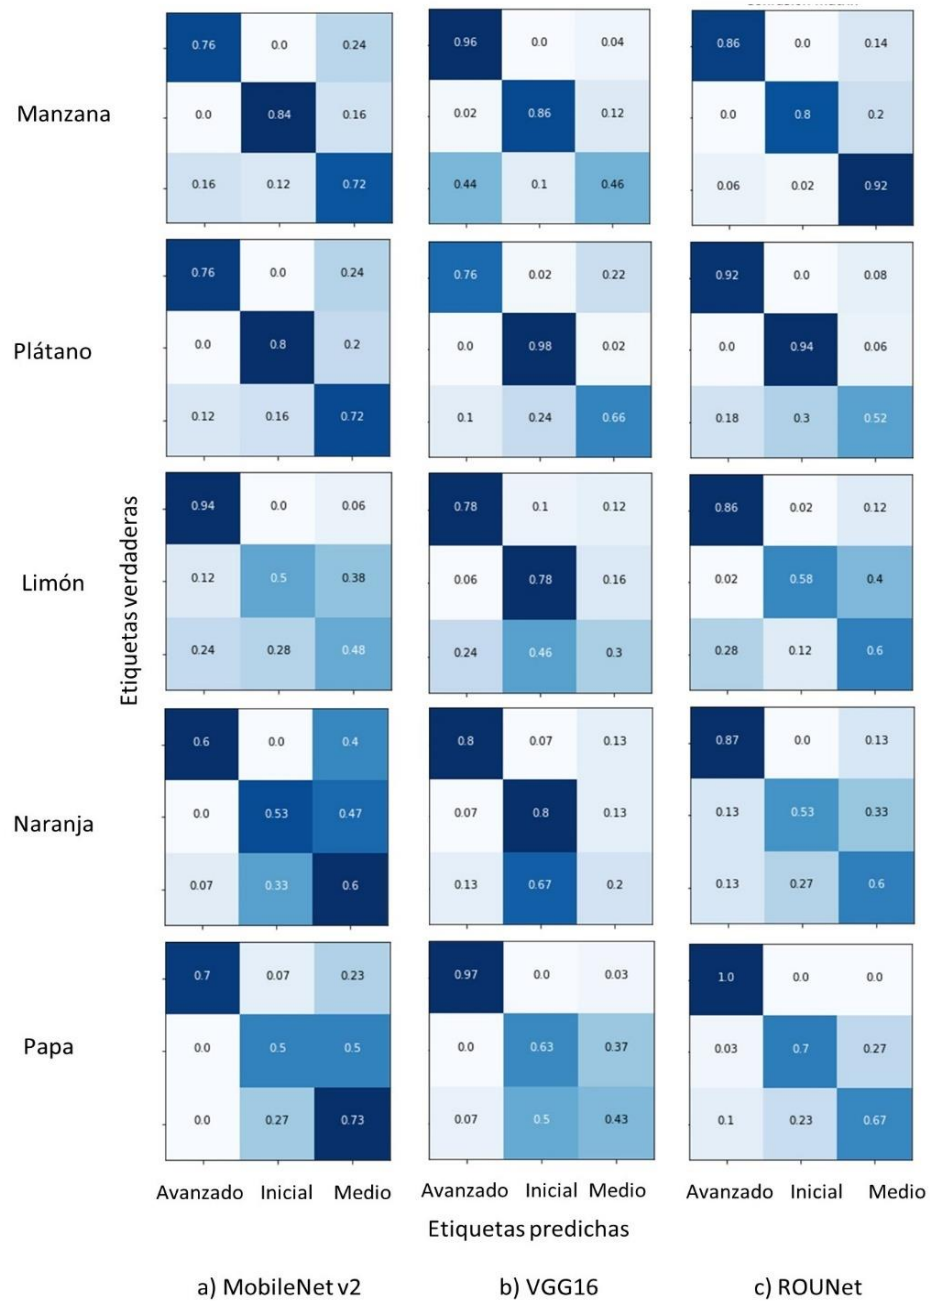 0.76 0.0 0.24 0.96 0.0 0.04 0.86 0.0 0.14
Manzana 0.0 0.84 0.16 0.02 0.86 0.12 0.0 0.8 0.2
0.16 0.12 0.72 0.44 0.1 0.46 0.06 0.02 0.92
0.76 0.0 0.24 0.76 0.02 0.22 0.92 0.0 0.08
Plátano 0.0 0.8 0.2 0.0 0.98 0.02 0.0 0.94 0.06
0.12 0.16 0.72 0.1 0.24 0.66 0.18 0.3 0.52
Etiquetas verdaderas
0.94 0.0 0.06 0.78 0.1 0.12 0.86 0.02 0.12
Limón 0.12 0.5 0.38 0.06 0.78 0.16 0.02 0.58 0.4
0.24 0.28 0.48 0.24 0.46 0.3 0.28 0.12 0.6
0.6 0.0 0.4 0.8 0.07 0.13 0.87 0.0 0.13
Naranja 0.0 0.53 0.47 0.07 0.8 0.13 0.13 0.53 0.33
0.07 0.33 0.6 0.13 0.67 0.2 0.13 0.27 0.6
0.7 0.07 0.23 0.97 0.0 0.03 1.0 0.0 0.0
Papa 0.0 0.5 0.5 0.0 0.63 0.37 0.03 0.7 0.27
0.0 0.27 0.73 0.07 0.5 0.43 0.1 0.23 0.67
Avanzado Inicial Medio Avanzado Inicial Medio Avanzado Inicial Medio
Etiquetas predichas
a) MobileNet v2 b) VGG16 c) ROUNet